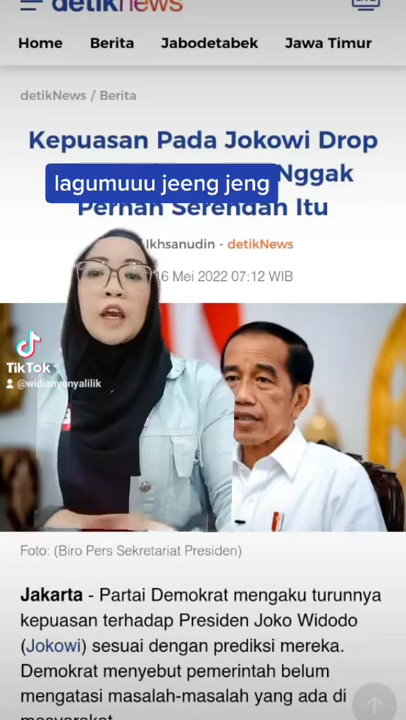 detiknews
Home Berita Jabodetabek Jawa Timur
detikNews / Berita
Kepuasan Pada Jokowi Drop
Nggak
lagumuuu jeeng jeng
Pernah Serendah Itu
Ikhsanudin - detikNews
16 Mei 2022 07:12 WIB
TikTok
@widianyonyalilik
Foto: (Biro Pers Sekretariat Presiden)
Jakarta - Partai Demokrat mengaku turunnya
kepuasan terhadap Presiden Joko Widodo
(Jokowi) sesuai dengan prediksi mereka.
Demokrat menyebut pemerintah belum
mengatasi masalah-masalah yang ada di
masyarakat